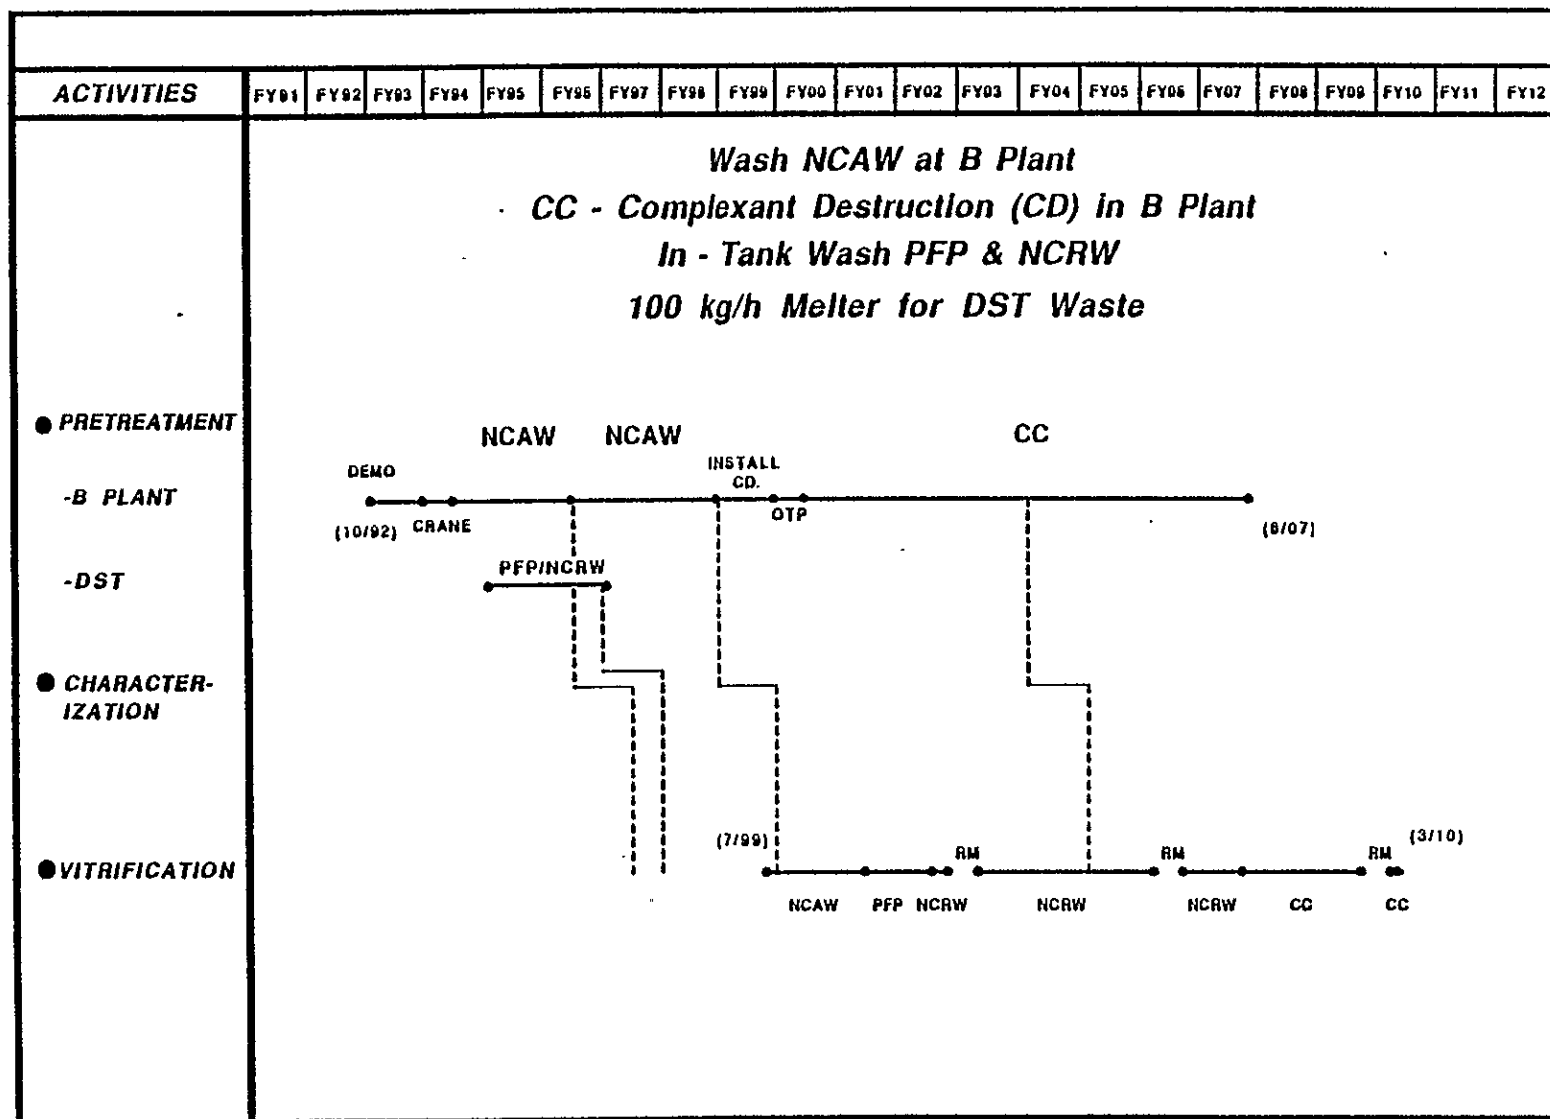 ACTIVITIES FY91 FY92 FY93 FY94 FY95 FY96 FY97 FY98 FY99 FY00 FY01 FY02 FY03 FY04 FY05 FY06 FY07 FY08 FY09 FY10 FY11 FY12
Wash NCAW at B Plant
CC - Complexant Destruction (CD) in B Plant
In - Tank Wash PFP & NCRW
100 kg/h Melter for DST Waste
● PRETREATMENT
NCAW NCAW CC
DEMO INSTALL
CD.
-B PLANT
(10/92) CRANE OTP (6/07)
-DST PFP/NCRW
● CHARACTER-
IZATION
(7/99) RM RM RM (3/10)
● VITRIFICATION
NCAW PFP NCRW NCRW NCRW CC CC